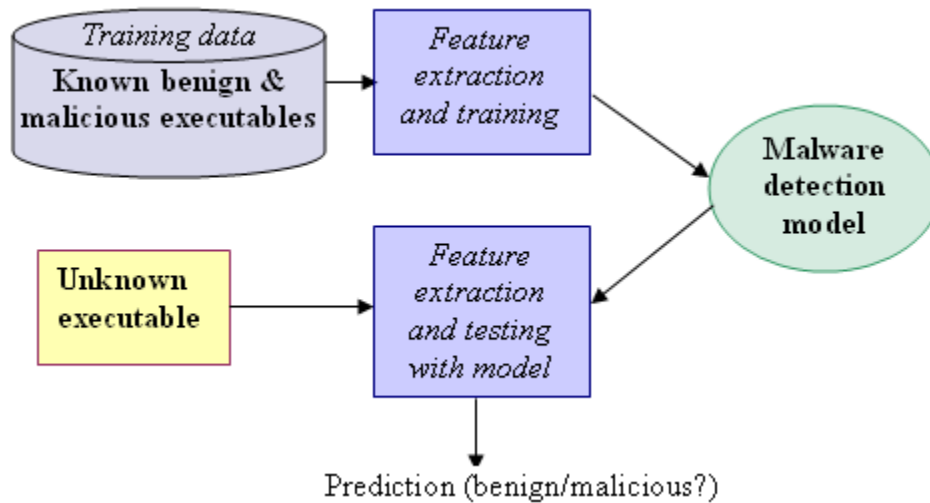 Training data
Known benign &
malicious executables
Feature
extraction
and training
Malware
detection
model
Unknown
executable
Feature
extraction
and testing
with model
Prediction (benign/malicious?)